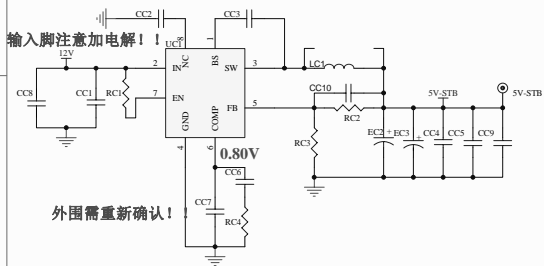 CC2
CC3
输入脚注意加电解！！
UC1
8
1
12V
NC
BS
2
IN
SW
3
LC1
CC8
CC1
RC1
7
EN
CC10
5V-STB
5V-STB
FB
5
RC2
GND
COMP
RC3
EC2
+
EC3
+
CC4
CC5
CC9
4
6
0.80V
CC6
外围需重新确认！！
CC7
RC4